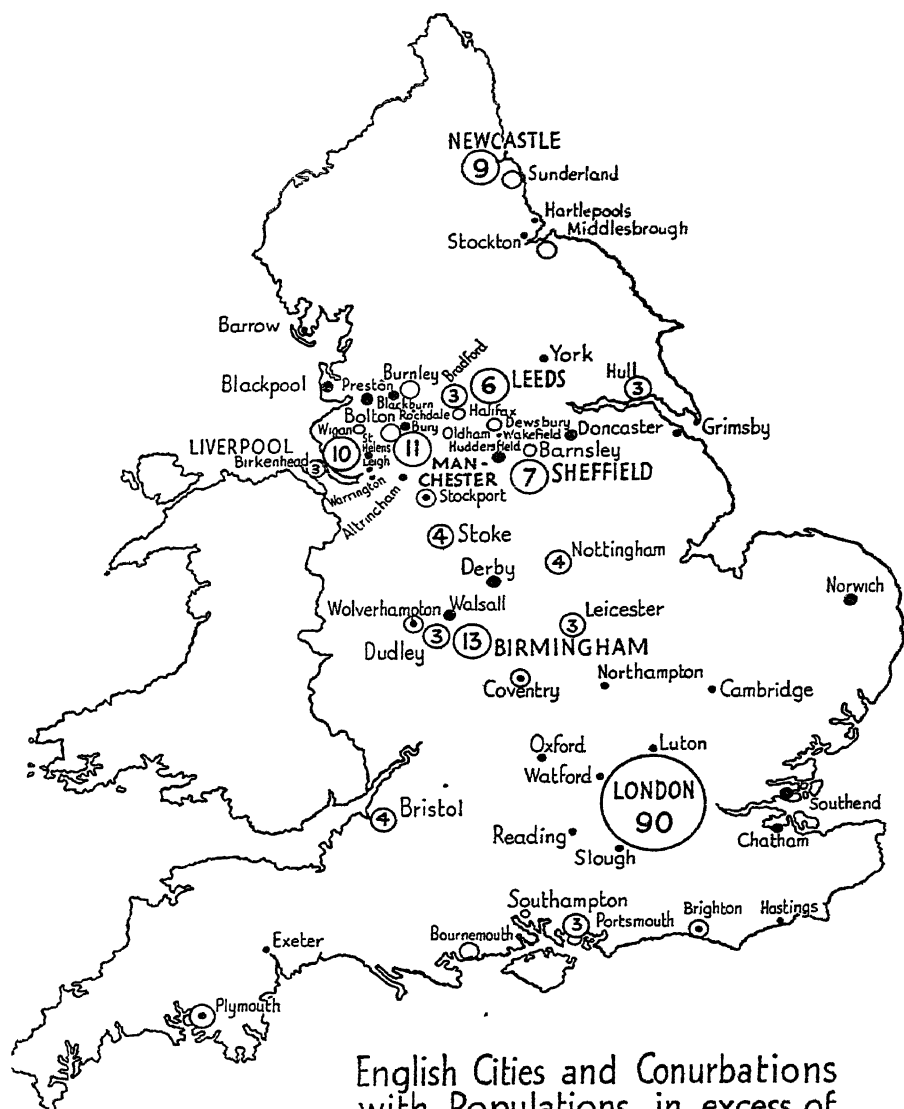 NEWCASTLE
9
Sunderland
Hartlepools
Middlesbrough
Stockton
Barrow
York
Blackpool
Preston
Burnley
Blackburn
Bradford
3
6
LEEDS
Hull
3
Bolton
Rochdale
Bury
Halifax
Dewsbury
Oldham
Wakefield
Huddersfield
Doncaster
Grimsby
Wigan
St.
Helens
Leigh
LIVERPOOL
10
Birkenhead
3
11
MAN-
CHESTER
Barnsley
7
SHEFFIELD
Warrington
Altrincham
Stockport
4
Stoke
4
Nottingham
Derby
Norwich
Wolverhampton
Walsall
Leicester
3
Dudley
3
13
BIRMINGHAM
Coventry
Northampton
Cambridge
Oxford
Luton
Watford
LONDON
90
Southend
Chatham
Bristol
4
Reading
Slough
Southampton
3
Portsmouth
Brighton
Hastings
Bournemouth
Exeter
Plymouth
English Cities and Conurbations
with Populations in excess of